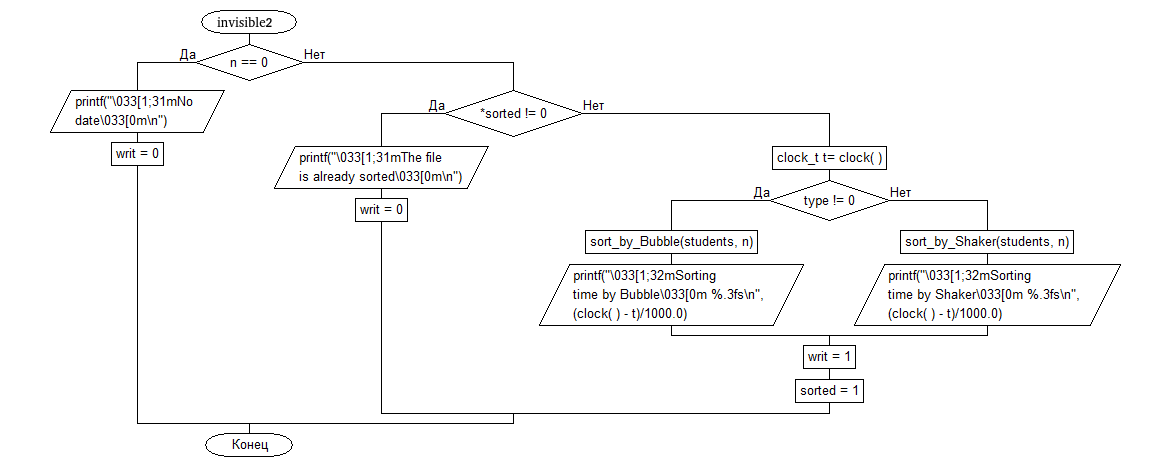 invisible2
Да
Нет
n == 0
printf("\033[1;31mNo
date\033[0m\n")
writ = 0
Да
Нет
*sorted != 0
printf("\033[1;31mThe file
is already sorted\033[0m\n")
writ = 0
clock_t t= clock( )
Да
Нет
type != 0
sort_by_Bubble(students, n)
printf("\033[1;32mSorting
time by Bubble\033[0m %.3fs\n",
(clock( ) - t)/1000.0)
sort_by_Shaker(students, n)
printf("\033[1;32mSorting
time by Shaker\033[0m %.3fs\n",
(clock( ) - t)/1000.0)
writ = 1
sorted = 1
Конец